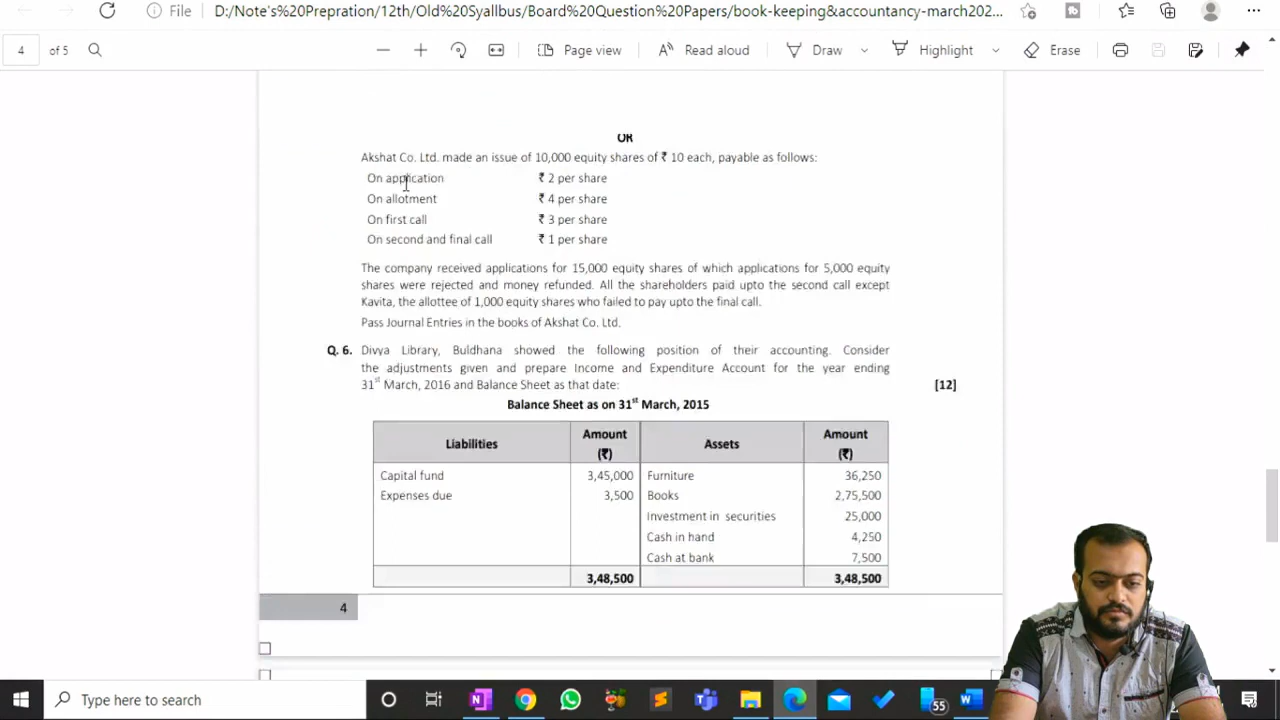 File D:/Note's%20Prepration/12th/Old%20Syallbus/Board%20Question%20Papers/book-keeping&accountancy-march202...
4 of 5 Page view Read aloud Draw Highlight Erase
OR
Akshat Co. Ltd. made an issue of 10,000 equity shares of ₹ 10 each, payable as follows:
On application ₹ 2 per share
On allotment ₹ 4 per share
On first call ₹ 3 per share
On second and final call ₹ 1 per share
The company received applications for 15,000 equity shares of which applications for 5,000 equity
shares were rejected and money refunded. All the shareholders paid upto the second call except
Kavita, the allottee of 1,000 equity shares who failed to pay upto the final call.
Pass Journal Entries in the books of Akshat Co. Ltd.
Q. 6. Divya Library, Buldhana showed the following position of their accounting. Consider
the adjustments given and prepare Income and Expenditure Account for the year ending
31st March, 2016 and Balance Sheet as that date: [12]
Balance Sheet as on 31st March, 2015
Liabilities Amount (₹) Assets Amount (₹)
Capital fund 3,45,000 Furniture 36,250
Expenses due 3,500 Books 2,75,500
Investment in securities 25,000
Cash in hand 4,250
Cash at bank 7,500
3,48,500 3,48,500
4
Type here to search
55